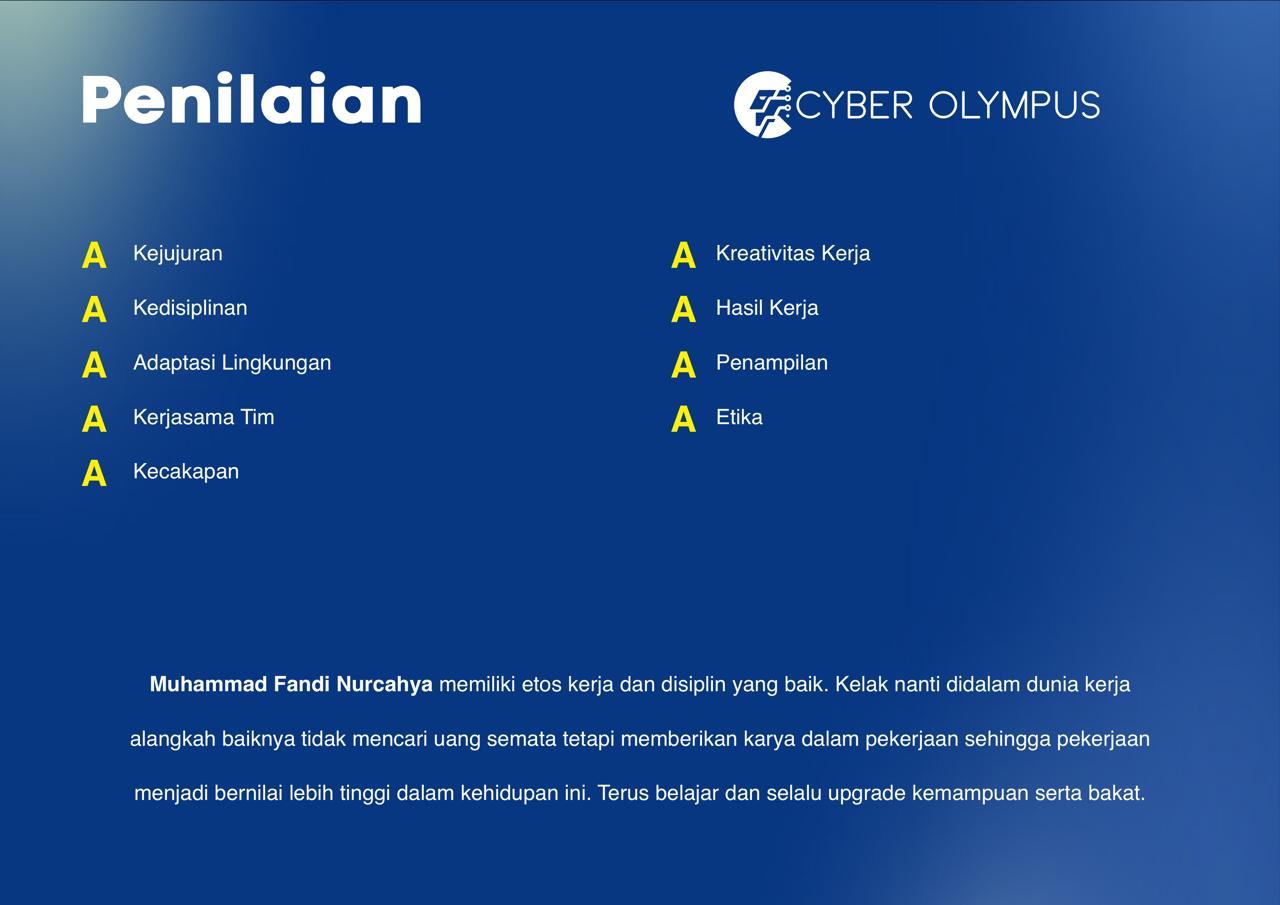 Penilaian
CYBER OLYMPUS
A Kejujuran
A Kedisiplinan
A Adaptasi Lingkungan
A Kerjasama Tim
A Kecakapan
A Kreativitas Kerja
A Hasil Kerja
A Penampilan
A Etika
Muhammad Fandi Nurcahya memiliki etos kerja dan disiplin yang baik. Kelak nanti didalam dunia kerja
alangkah baiknya tidak mencari uang semata tetapi memberikan karya dalam pekerjaan sehingga pekerjaan
menjadi bernilai lebih tinggi dalam kehidupan ini. Terus belajar dan selalu upgrade kemampuan serta bakat.